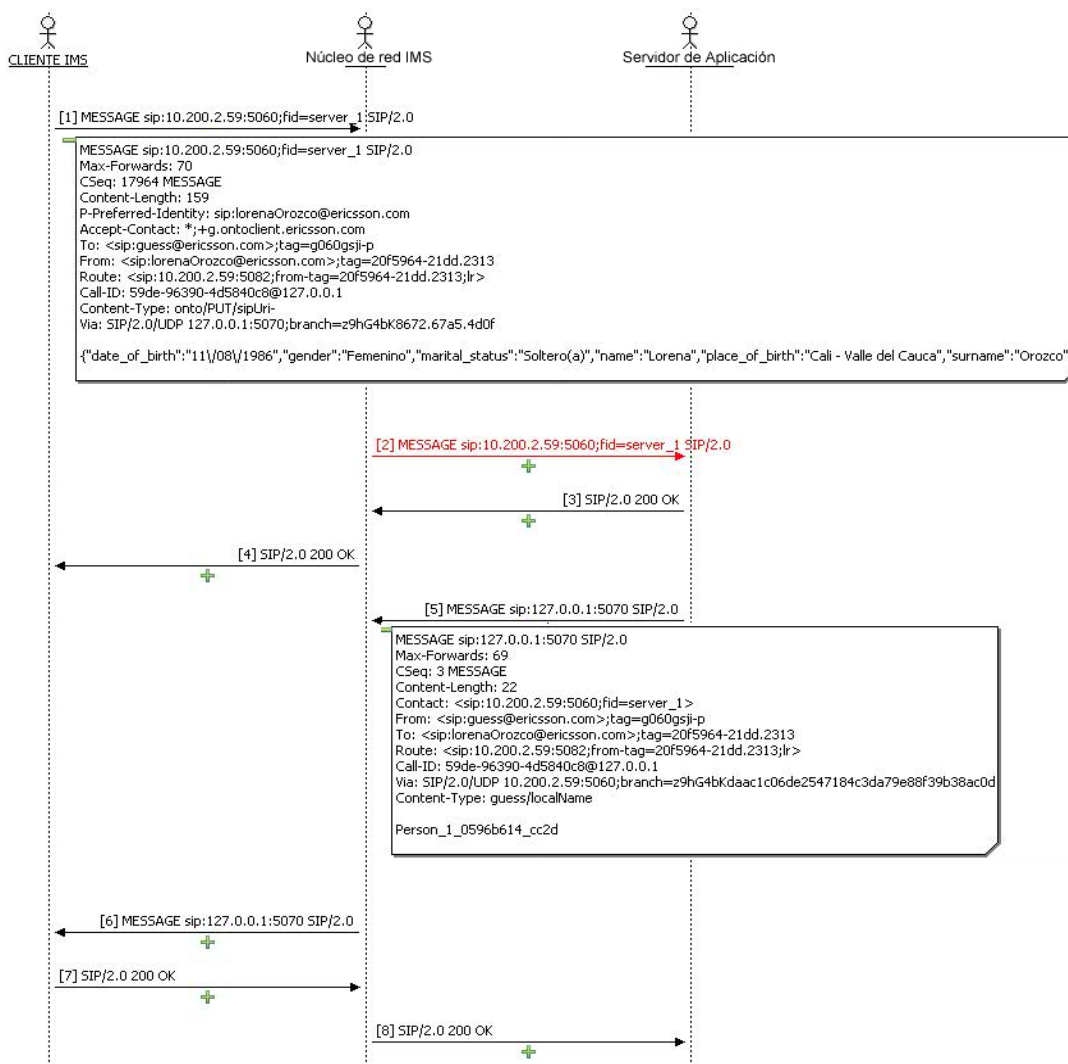 CLIENTE IMS
Núcleo de red IMS
Servidor de Aplicación
[1] MESSAGE sip:10.200.2.59:5060;fid=server_1 SIP/2.0
MESSAGE sip:10.200.2.59:5060;fid=server_1 SIP/2.0
Max-Forwards: 70
CSeq: 17964 MESSAGE
Content-Length: 159
P-Preferred-Identity: sip:lorenaOrozco@ericsson.com
Accept-Contact: *;+g.ontoclient.ericsson.com
To: <sip:guess@ericsson.com>;tag=g060gsji-p
From: <sip:lorenaOrozco@ericsson.com>;tag=20f5964-21dd.2313
Route: <sip:10.200.2.59:5082;from-tag=20f5964-21dd.2313;lr>
Call-ID: 59de-96390-4d5840c8@127.0.0.1
Content-Type: onto/PUT/sipUri-
Via: SIP/2.0/UDP 127.0.0.1:5070;branch=z9hG4bK8672.67a5.4d0f
{"date_of_birth":"11\/08\/1986","gender":"Femenino","marital_status":"Soltero(a)","name":"Lorena","place_of_birth":"Cali - Valle del Cauca","surname":"Orozco"
[2] MESSAGE sip:10.200.2.59:5060;fid=server_1 SIP/2.0
[3] SIP/2.0 200 OK
[4] SIP/2.0 200 OK
[5] MESSAGE sip:127.0.0.1:5070 SIP/2.0
MESSAGE sip:127.0.0.1:5070 SIP/2.0
Max-Forwards: 69
CSeq: 3 MESSAGE
Content-Length: 22
Contact: <sip:10.200.2.59:5060;fid=server_1>
From: <sip:guess@ericsson.com>;tag=g060gsji-p
To: <sip:lorenaOrozco@ericsson.com>;tag=20f5964-21dd.2313
Route: <sip:10.200.2.59:5082;from-tag=20f5964-21dd.2313;lr>
Call-ID: 59de-96390-4d5840c8@127.0.0.1
Via: SIP/2.0/UDP 10.200.2.59:5060;branch=z9hG4bKdaac1c06de2547184c3da79e88f39b38ac0d
Content-Type: guess/localName
Person_1_0596b614_cc2d
[6] MESSAGE sip:127.0.0.1:5070 SIP/2.0
[7] SIP/2.0 200 OK
[8] SIP/2.0 200 OK